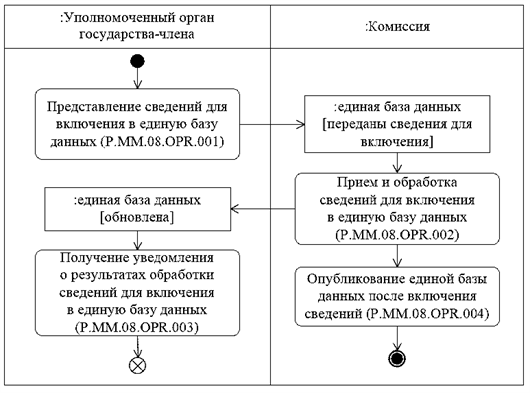 :Уполномоченный орган
государства-члена
:Комиссия
Представление сведений для
включения в единую базу
данных (P.MM.08.OPR.001)
:единая база данных
[переданы сведения для
включения]
:единая база данных
[обновлена]
Прием и обработка
сведений для включения
в единую базу данных
(P.MM.08.OPR.002)
Получение уведомления
о результатах обработки
сведений для включения
в единую базу данных
(P.MM.08.OPR.003)
Опубликование единой базы
данных после включения
сведений (P.MM.08.OPR.004)